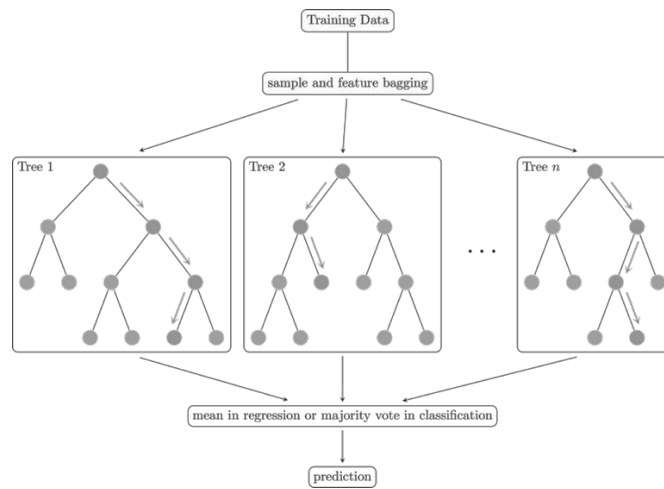 Training Data
sample and feature bagging
Tree 1
Tree 2
Tree n
mean in regression or majority vote in classification
prediction